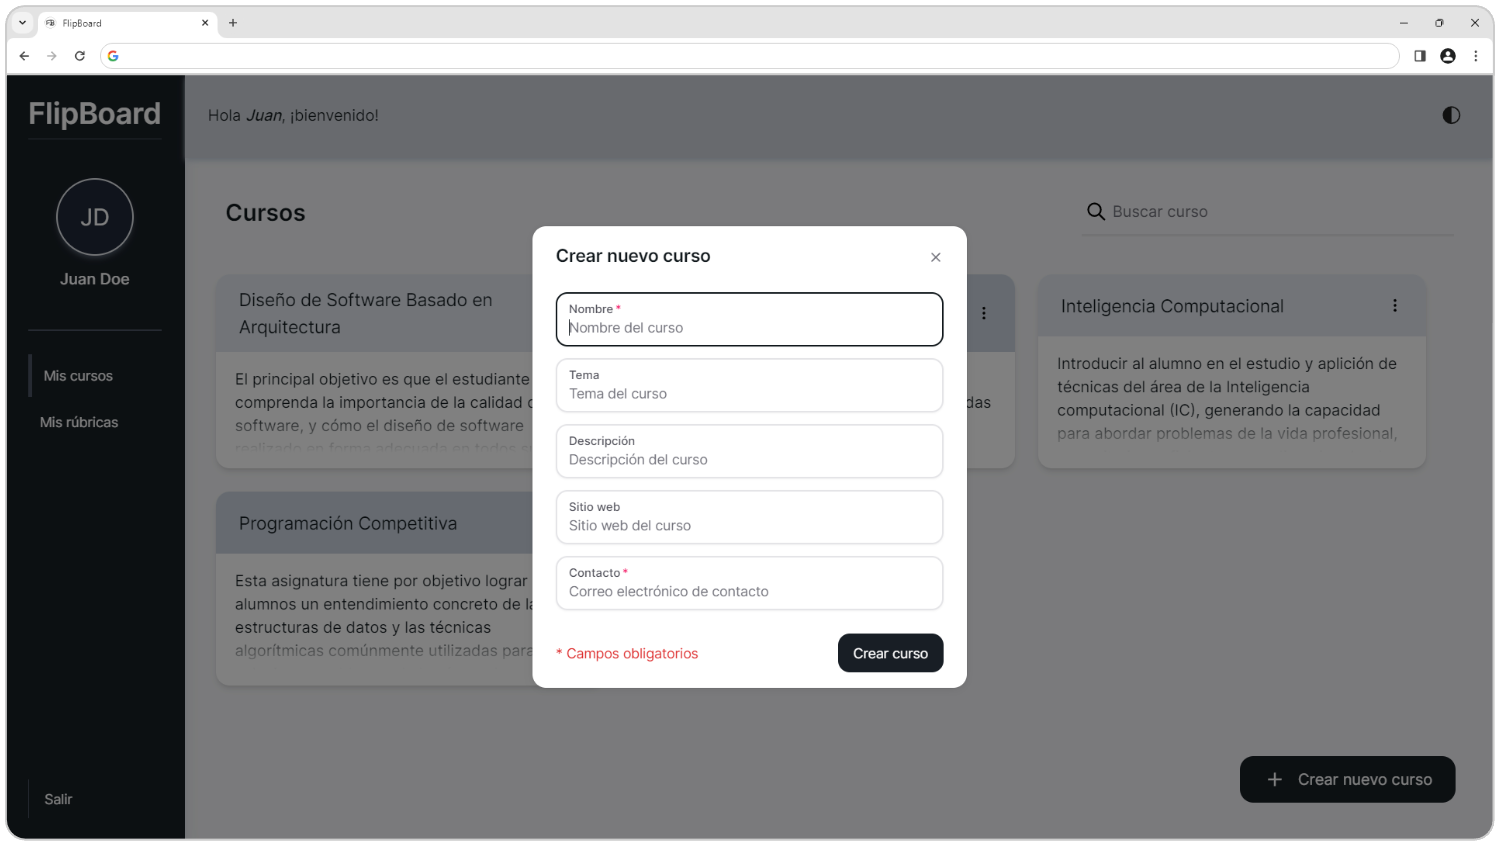 FlipBoard
FlipBoard
Hola Juan, ¡bienvenido!
JD
Juan Doe
Mis cursos
Mis rúbricas
Salir
Cursos
Buscar curso
Diseño de Software Basado en
Arquitectura
El principal objetivo es que el estudiante
comprenda la importancia de la calidad
software, y cómo el diseño de software
realizado en forma adecuada en todos
das
Inteligencia Computacional
Introducir al alumno en el estudio y aplición de
técnicas del área de la Inteligencia
computacional (IC), generando la capacidad
para abordar problemas de la vida profesional,
Programación Competitiva
Esta asignatura tiene por objetivo lograr
alumnos un entendimiento concreto de
estructuras de datos y las técnicas
algorítmicas comúnmente utilizadas para
Crear nuevo curso
Nombre *
Nombre del curso
Tema
Tema del curso
Descripción
Descripción del curso
Sitio web
Sitio web del curso
Contacto *
Correo electrónico de contacto
* Campos obligatorios
Crear curso
Crear nuevo curso